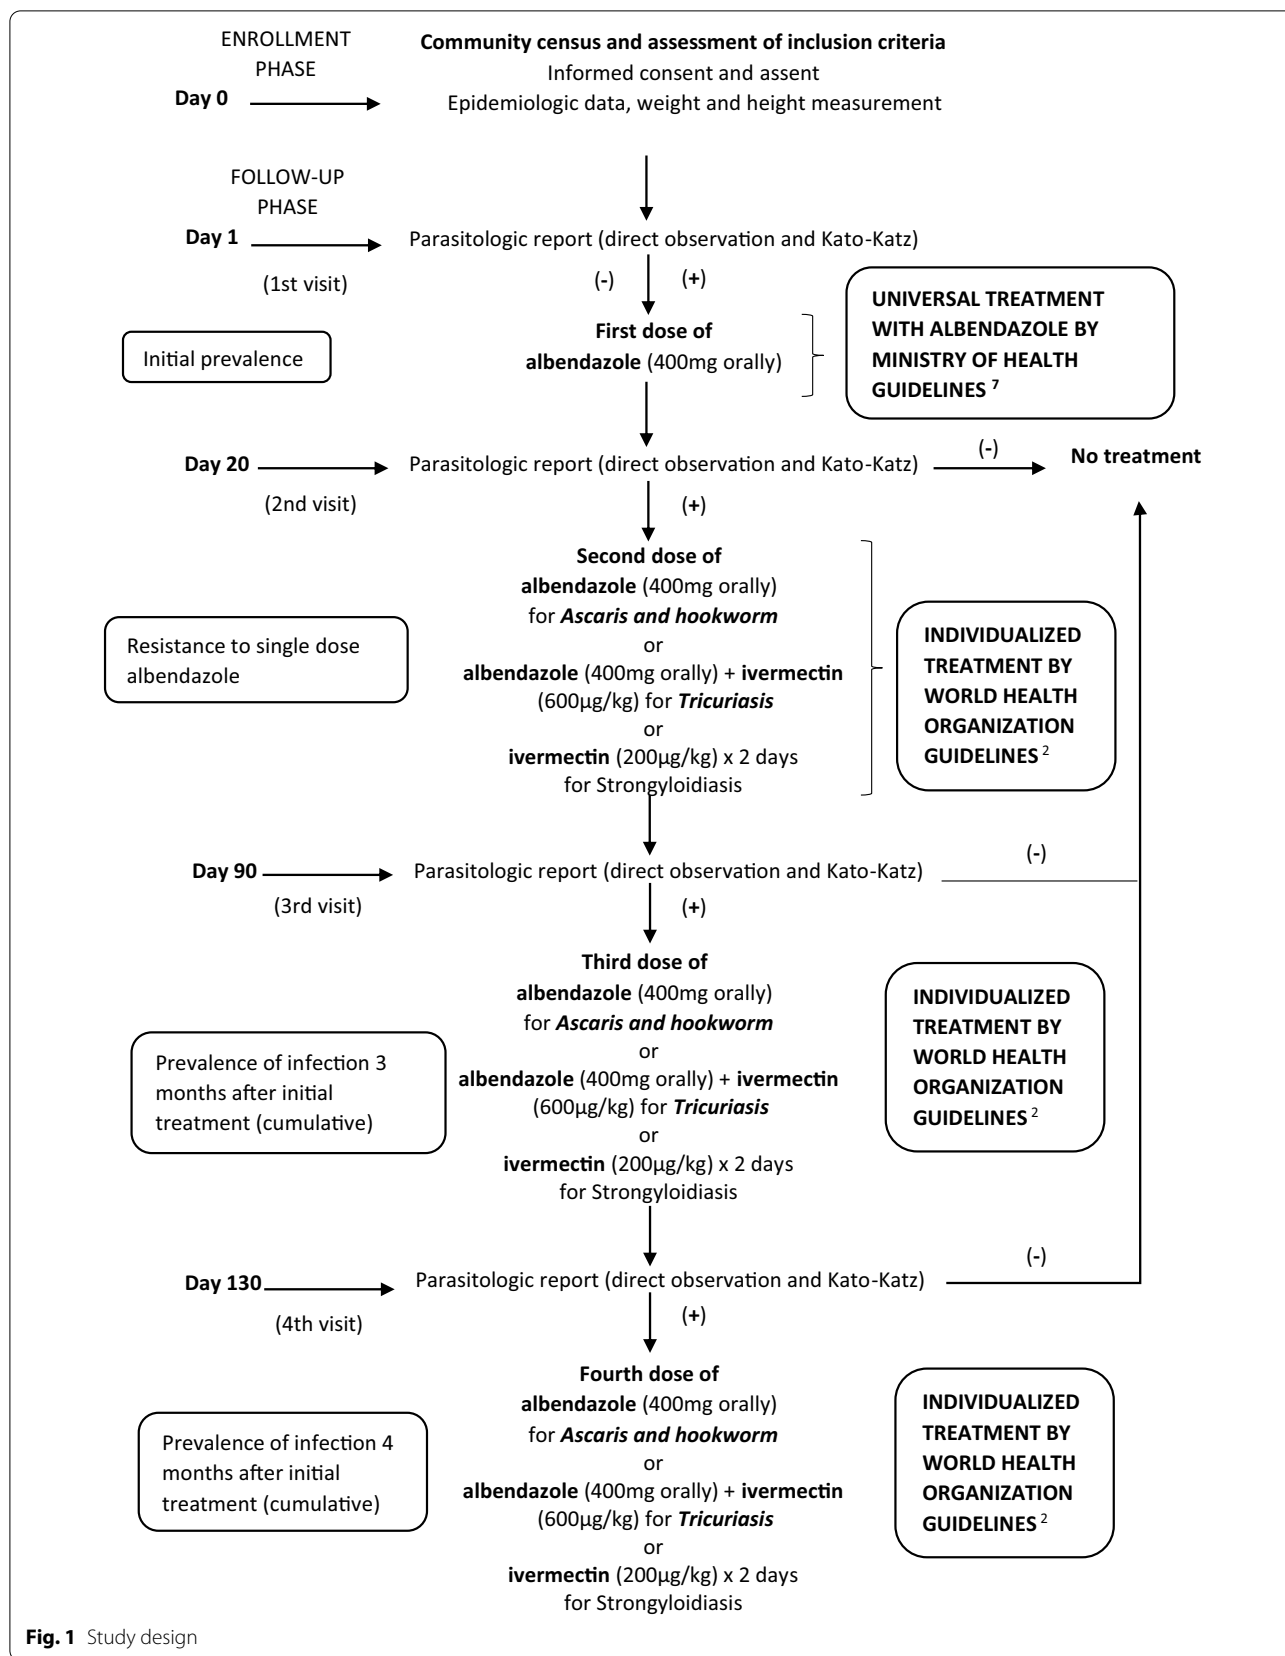 ENROLLMENT
PHASE
Day 0
Community census and assessment of inclusion criteria
Informed consent and assent
Epidemiologic data, weight and height measurement
FOLLOW-UP
PHASE
Day 1
(1st visit)
Parasitologic report (direct observation and Kato-Katz)
(-)
(+)
Initial prevalence
First dose of
albendazole (400mg orally)
UNIVERSAL TREATMENT
WITH ALBENDAZOLE BY
MINISTRY OF HEALTH
GUIDELINES 7
Day 20
(2nd visit)
Parasitologic report (direct observation and Kato-Katz)
(-)
No treatment
(+)
Resistance to single dose
albendazole
Second dose of
albendazole (400mg orally)
for Ascaris and hookworm
or
albendazole (400mg orally) + ivermectin
(600µg/kg) for Tricuriasis
or
ivermectin (200µg/kg) x 2 days
for Strongyloidiasis
INDIVIDUALIZED
TREATMENT BY
WORLD HEALTH
ORGANIZATION
GUIDELINES 2
Day 90
(3rd visit)
Parasitologic report (direct observation and Kato-Katz)
(-)
(+)
Prevalence of infection 3
months after initial
treatment (cumulative)
Third dose of
albendazole (400mg orally)
for Ascaris and hookworm
or
albendazole (400mg orally) + ivermectin
(600µg/kg) for Tricuriasis
or
ivermectin (200µg/kg) x 2 days
for Strongyloidiasis
INDIVIDUALIZED
TREATMENT BY
WORLD HEALTH
ORGANIZATION
GUIDELINES 2
Day 130
(4th visit)
Parasitologic report (direct observation and Kato-Katz)
(-)
(+)
Prevalence of infection 4
months after initial
treatment (cumulative)
Fourth dose of
albendazole (400mg orally)
for Ascaris and hookworm
or
albendazole (400mg orally) + ivermectin
(600µg/kg) for Tricuriasis
or
ivermectin (200µg/kg) x 2 days
for Strongyloidiasis
INDIVIDUALIZED
TREATMENT BY
WORLD HEALTH
ORGANIZATION
GUIDELINES 2
Fig. 1 Study design